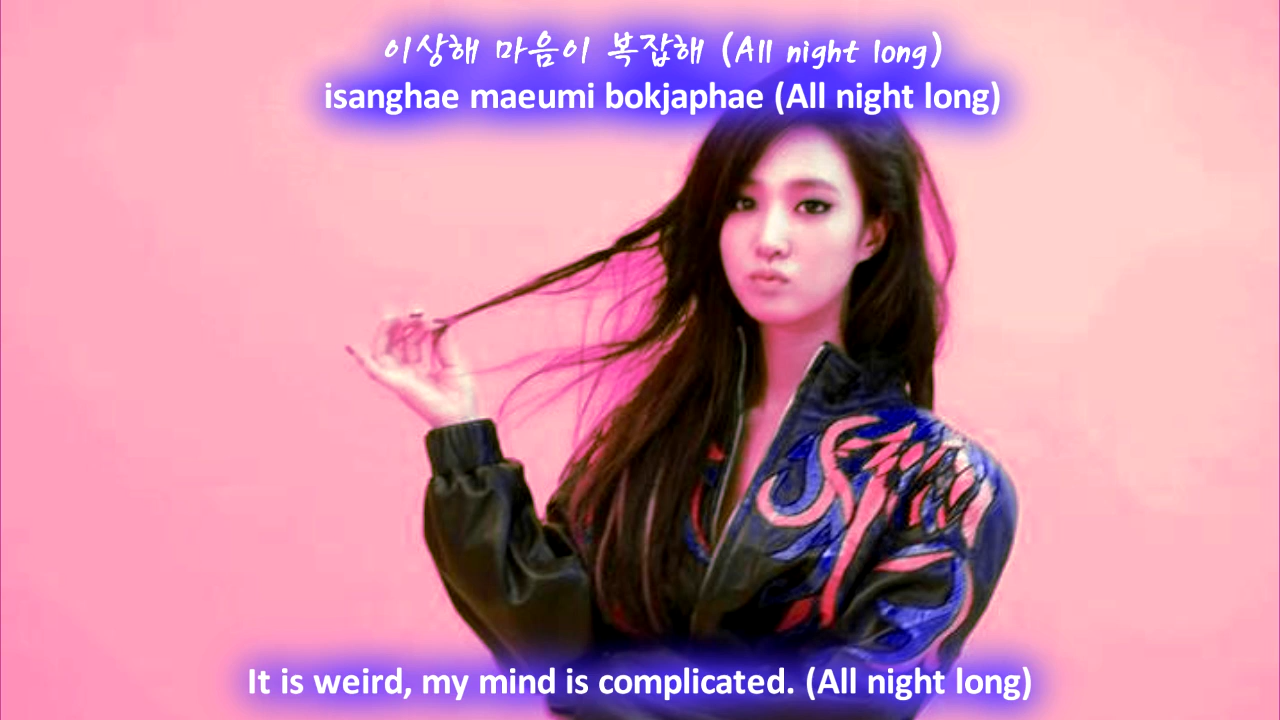 이상해 마음이 복잡해 (All night long)
isanghae maeumi bokjaphae (All night long)
It is weird, my mind is complicated. (All night long)